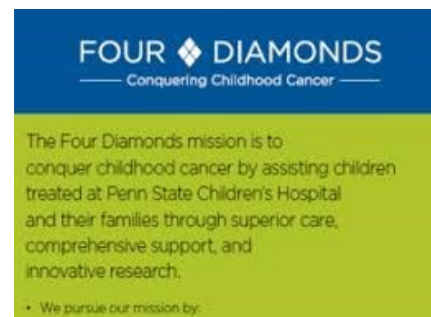 FOUR DIAMONDS
Conquering Childhood Cancer
The Four Diamonds mission is to
conquer childhood cancer by assisting children
treated at Penn State Children's Hospital
and their families through superior care,
comprehensive support, and
innovative research.
• We pursue our mission by: